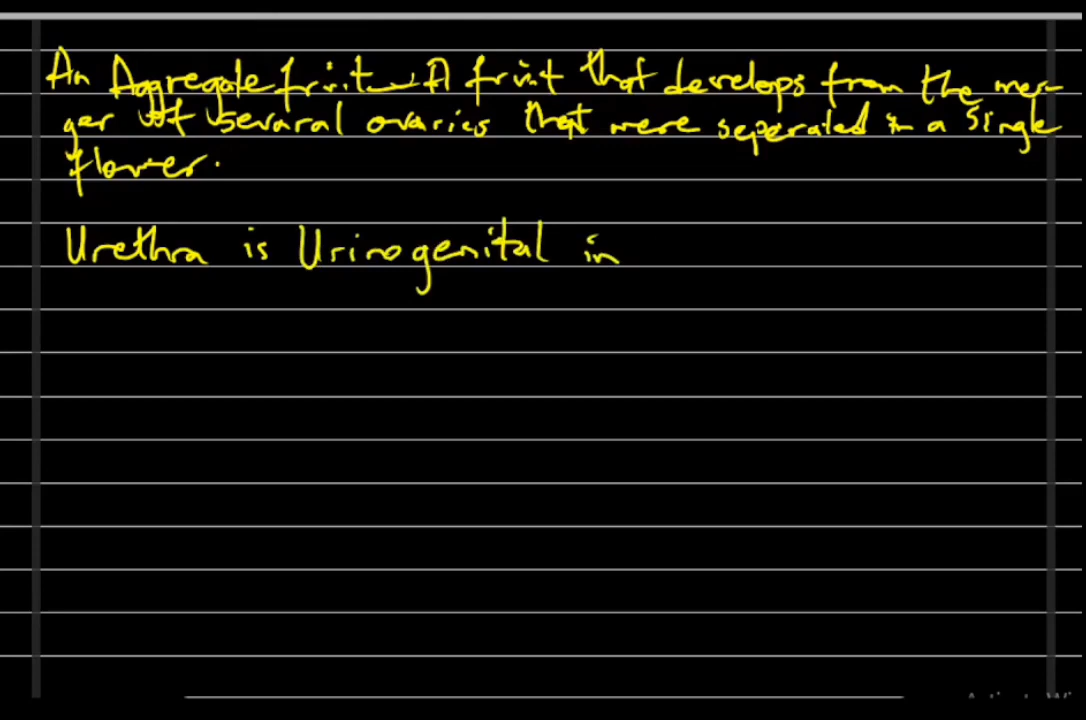 An Aggregate fruit → A fruit that develops from the mer-
ger of several ovaries that were seperated in a single
flower.
Urethra is Urinogenital in